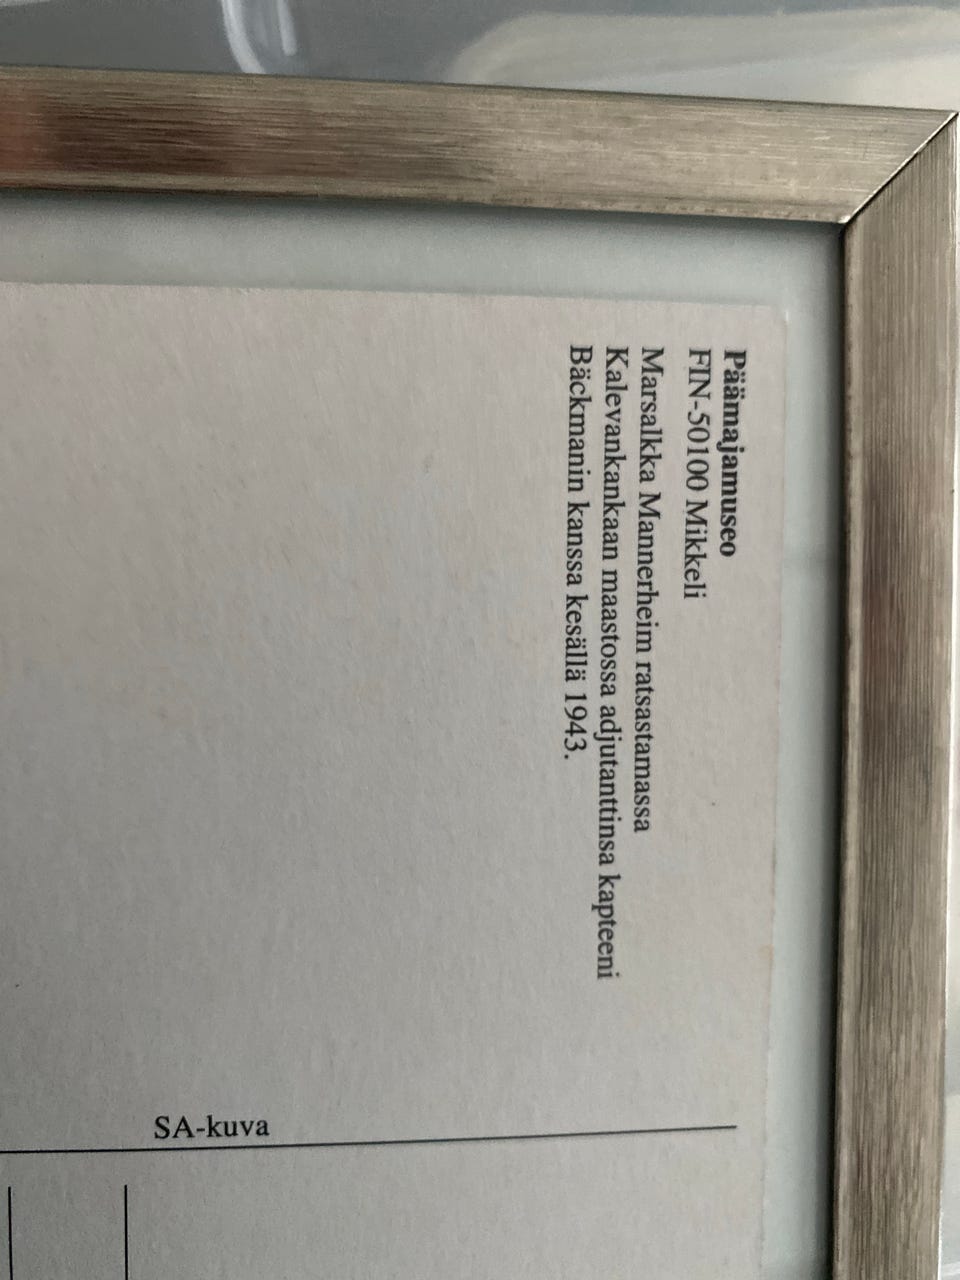 Päämajamuseo
FIN-50100 Mikkeli
Marsalkka Mannerheim ratsastamassa
Kalevankankaan maastossa adjutanttinsa kapteeni
Bäckmanin kanssa kesällä 1943.
SA-kuva